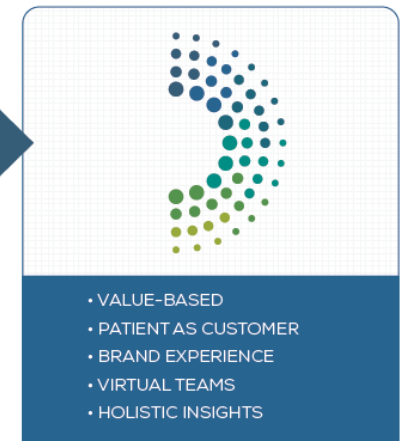 • VALUE-BASED
• PATIENT AS CUSTOMER
• BRAND EXPERIENCE
• VIRTUAL TEAMS
• HOLISTIC INSIGHTS